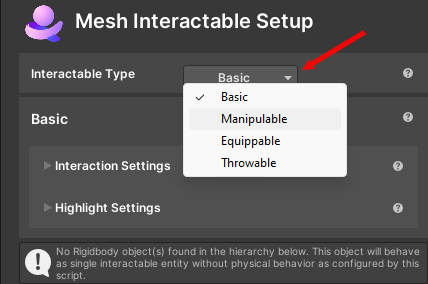 Mesh Interactable Setup
Interactable Type
Basic
Basic
Manipulable
Equippable
Throwable
Basic
Interaction Settings
Highlight Settings
No Rigidbody object(s) found in the hierarchy below. This object will behave
as single interactable entity without physical behavior as configured by this
script.